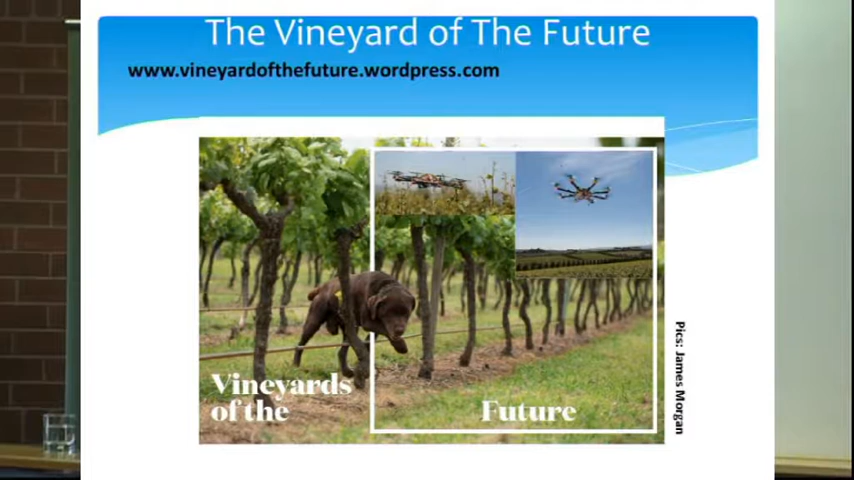 The Vineyard of The Future
www.vineyardofthefuture.wordpress.com
Vineyards
of the
Future
Pics: James Morgan